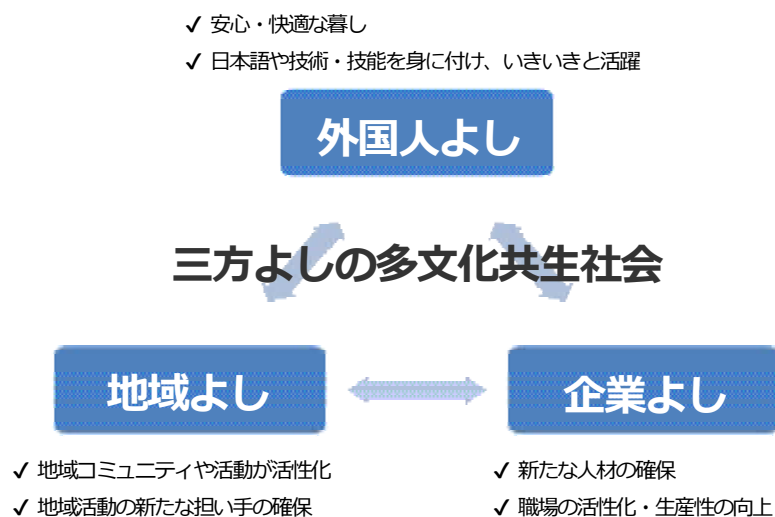 ✓ 安心・快適な暮し
✓ 日本語や技術・技能を身に付け、いきいきと活躍
外国人よし
三方よしの多文化共生社会
地域よし
企業よし
✓ 地域コミュニティや活動が活性化
✓ 地域活動の新たな担い手の確保
✓ 新たな人材の確保
✓ 職場の活性化・生産性の向上